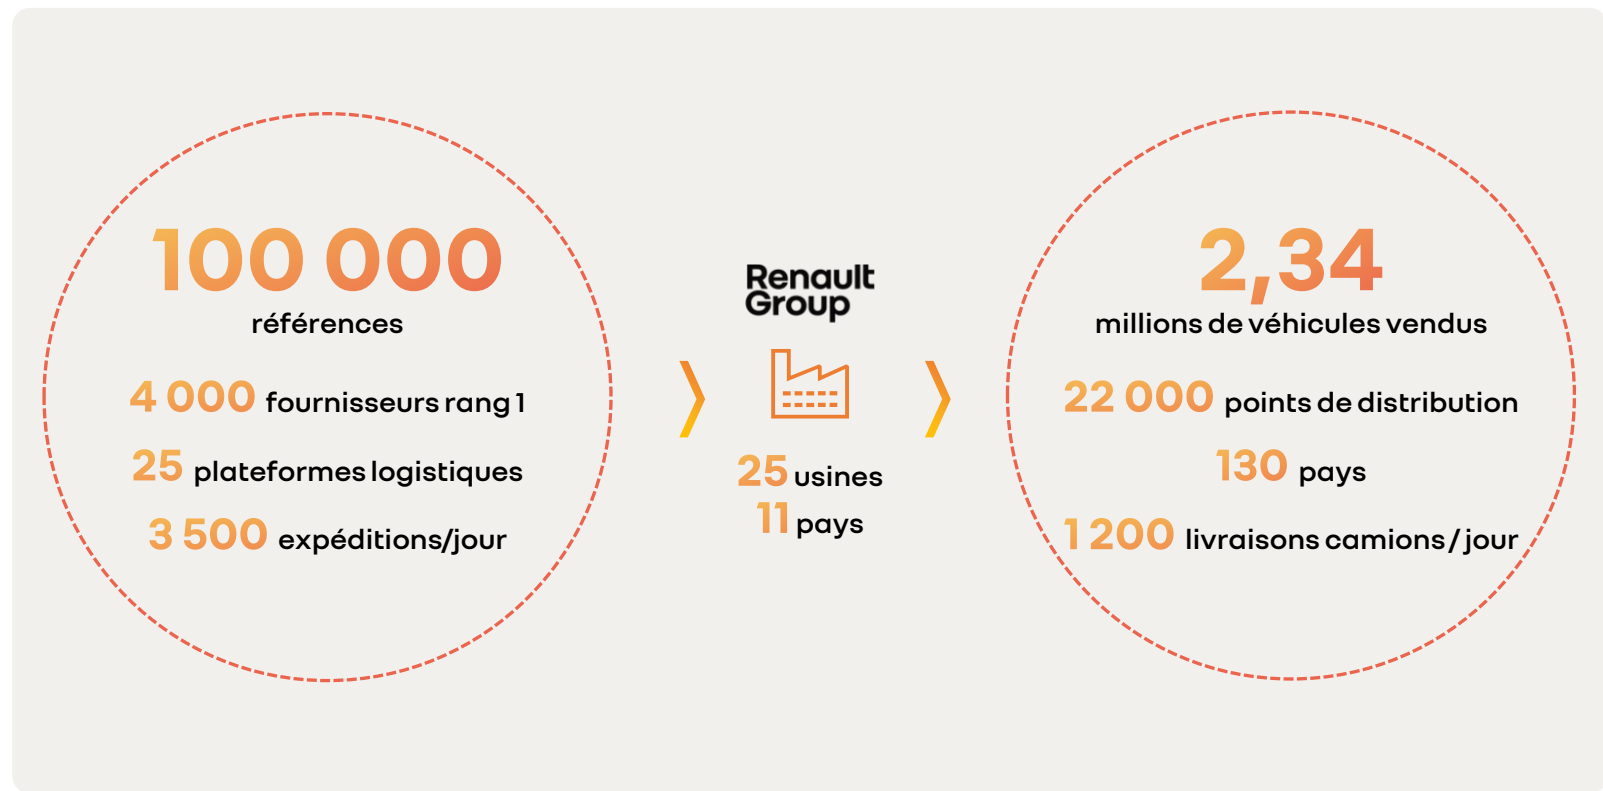 100 000
références
4 000 fournisseurs rang 1
25 plateformes logistiques
3 500 expéditions/jour
Renault
Group
25 usines
11 pays
2,34
millions de véhicules vendus
22 000 points de distribution
130 pays
1 200 livraisons camions / jour